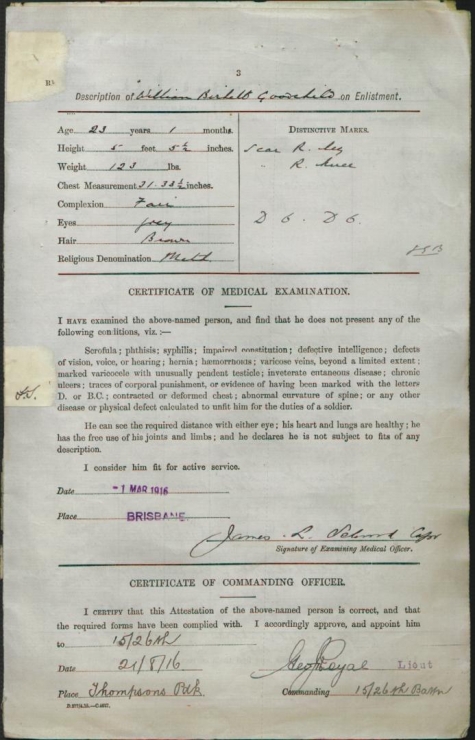 3
Description of William Goodchild on Enlistment.
Age 23 years 1 months.
Height 5 feet 5½ inches.
Weight 123 lbs.
Chest Measurement 31-33½ inches.
Complexion Fair
Eyes Grey
Hair Brown
Religious Denomination Meth
DISTINCTIVE MARKS.
Scar R. leg
" R. knee
D 6. D 6.
CERTIFICATE OF MEDICAL EXAMINATION.
I HAVE examined the above-named person, and find that he does not present any of the
following conditions, viz.:—
Scrofula; phthisis; syphilis; impaired constitution; defective intelligence; defects
of vision, voice, or hearing; hernia; hæmorrhoids; varicose veins, beyond a limited extent;
marked varicocele with unusually pendent testicle; inveterate cutaneous disease; chronic
ulcers; traces of corporal punishment, or evidence of having been marked with the letters
D. or B.C.; contracted or deformed chest; abnormal curvature of spine; or any other
disease or physical defect calculated to unfit him for the duties of a soldier.
He can see the required distance with either eye; his heart and lungs are healthy; he
has the free use of his joints and limbs; and he declares he is not subject to fits of any
description.
I consider him fit for active service.
Date -1 MAR 1916
Place BRISBANE.
James L. Capt
Signature of Examining Medical Officer.
CERTIFICATE OF COMMANDING OFFICER.
I CERTIFY that this Attestation of the above-named person is correct, and that
the required forms have been complied with. I accordingly approve, and appoint him
to 15/26th
Date 21/8/16
Geo Royal Lieut
Place Thompsons Pdk
Commanding 15/26th Battn